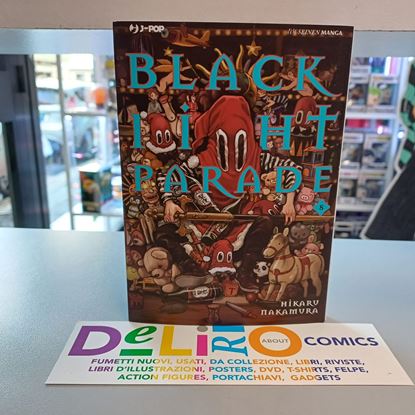 J-POP
J-SEINEN MANGA
BLACK
NIGHT
PARADE
HIKARU
NAKAMURA
DeLiRiO ABOUT COMICS
FUMETTI NUOVI, USATI, DA COLLEZIONE, LIBRI, RIVISTE,
LIBRI D'ILLUSTRAZIONI, POSTERS, DVD, T-SHIRTS, FELPE,
ACTION FIGURES, PORTACHIAVI, GADGETS